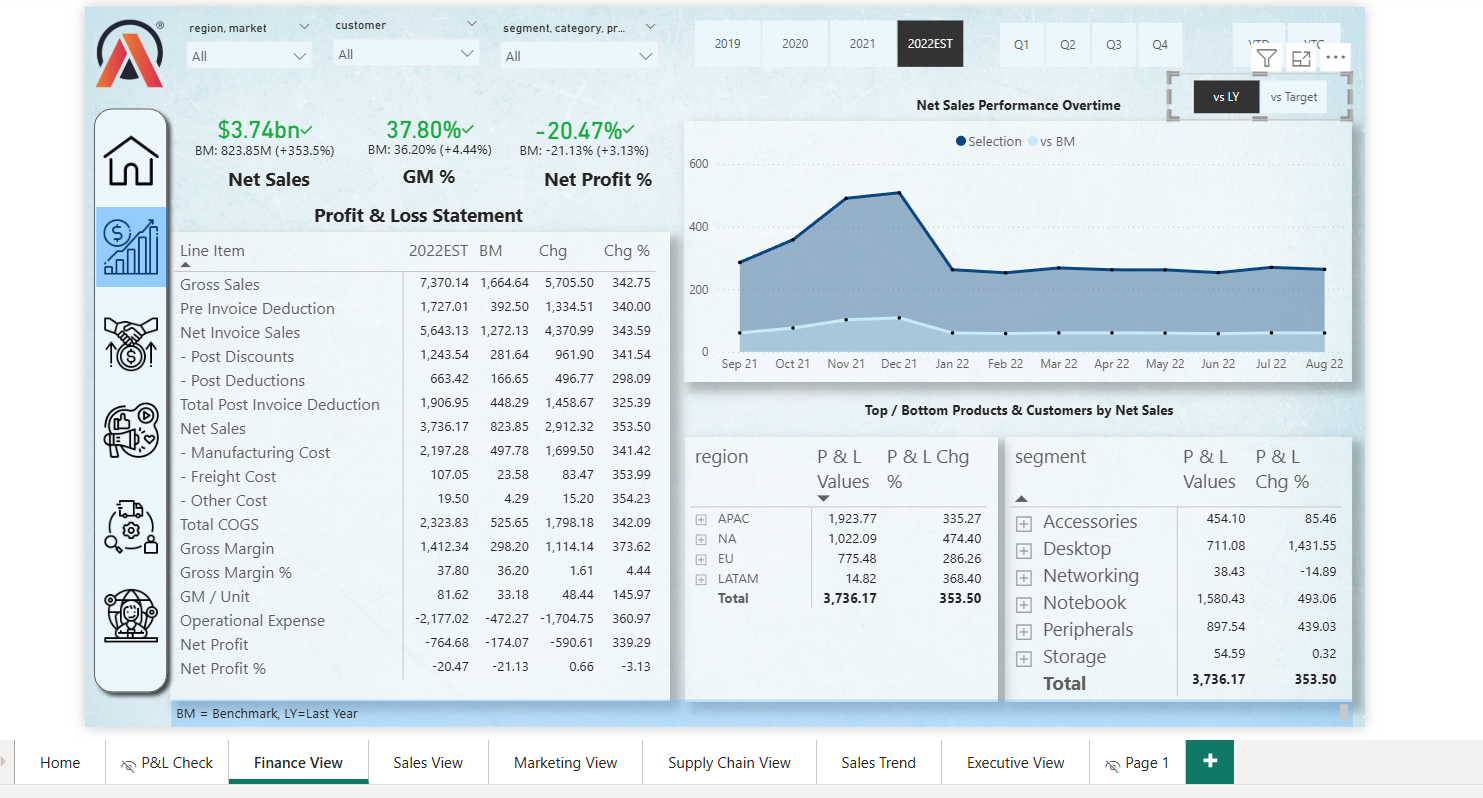 region, market
customer
segment, category, pr...
All
All
All
2019 2020 2021 2022EST
Q1 Q2 Q3 Q4
vs LY vs Target
$3.74bn
BM: 823.85M (+353.5%)
Net Sales
37.80%
BM: 36.20% (+4.44%)
GM %
-20.47%
BM: -21.13% (+3.13%)
Net Profit %
Profit & Loss Statement
Line Item 2022EST BM Chg Chg %
Gross Sales 7,370.14 1,664.64 5,705.50 342.75
Pre Invoice Deduction 1,727.01 392.50 1,334.51 340.00
Net Invoice Sales 5,643.13 1,272.13 4,370.99 343.59
- Post Discounts 1,243.54 281.64 961.90 341.54
- Post Deductions 663.42 166.65 496.77 298.09
Total Post Invoice Deduction 1,906.95 448.29 1,458.67 325.39
Net Sales 3,736.17 823.85 2,912.32 353.50
- Manufacturing Cost 2,197.28 497.78 1,699.50 341.42
- Freight Cost 107.05 23.58 83.47 353.99
- Other Cost 19.50 4.29 15.20 354.23
Total COGS 2,323.83 525.65 1,798.18 342.09
Gross Margin 1,412.34 298.20 1,114.14 373.62
Gross Margin % 37.80 36.20 1.61 4.44
GM / Unit 81.62 33.18 48.44 145.97
Operational Expense -2,177.02 -472.27 -1,704.75 360.97
Net Profit -764.68 -174.07 -590.61 339.29
Net Profit % -20.47 -21.13 0.66 -3.13
Net Sales Performance Overtime
Selection vs BM
600
400
200
0
Sep 21 Oct 21 Nov 21 Dec 21 Jan 22 Feb 22 Mar 22 Apr 22 May 22 Jun 22 Jul 22 Aug 22
Top / Bottom Products & Customers by Net Sales
region P & L Values P & L Chg %
APAC 1,923.77 335.27
NA 1,022.09 474.40
EU 775.48 286.26
LATAM 14.82 368.40
Total 3,736.17 353.50
segment P & L Values P & L Chg %
Accessories 454.10 85.46
Desktop 711.08 1,431.55
Networking 38.43 -14.89
Notebook 1,580.43 493.06
Peripherals 897.54 439.03
Storage 54.59 0.32
Total 3,736.17 353.50
BM = Benchmark, LY=Last Year
Home P&L Check Finance View Sales View Marketing View Supply Chain View Sales Trend Executive View Page 1